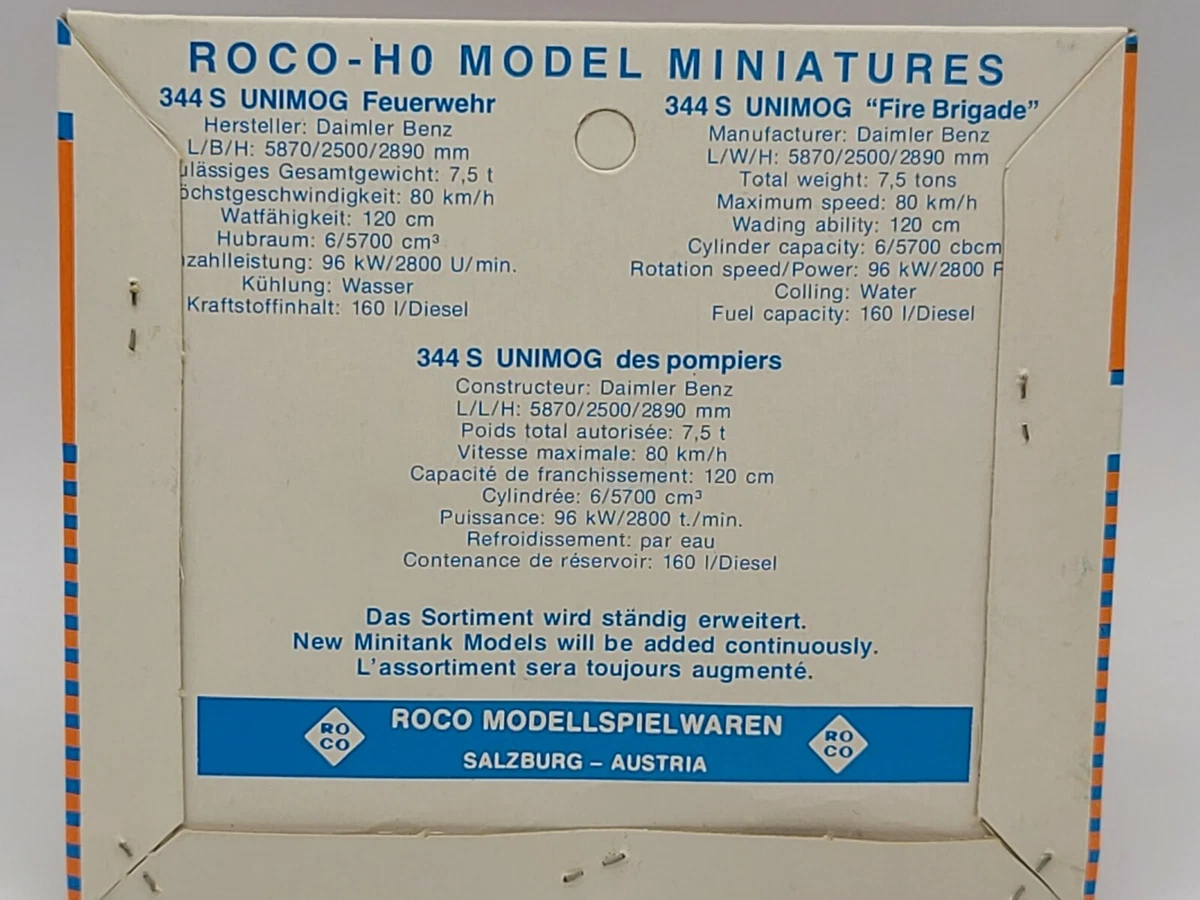 ROCO-H0 MODEL MINIATURES
344 S UNIMOG Feuerwehr
Hersteller: Daimler Benz
L/B/H: 5870/2500/2890 mm
ulässiges Gesamtgewicht: 7,5 t
öchstgeschwindigkeit: 80 km/h
Watfähigkeit: 120 cm
Hubraum: 6/5700 cm³
zahlleistung: 96 kW/2800 U/min.
Kühlung: Wasser
Kraftstoffinhalt: 160 l/Diesel
344 S UNIMOG “Fire Brigade”
Manufacturer: Daimler Benz
L/W/H: 5870/2500/2890 mm
Total weight: 7,5 tons
Maximum speed: 80 km/h
Wading ability: 120 cm
Cylinder capacity: 6/5700 cbcm
Rotation speed/Power: 96 kW/2800
Colling: Water
Fuel capacity: 160 l/Diesel
344 S UNIMOG des pompiers
Constructeur: Daimler Benz
L/L/H: 5870/2500/2890 mm
Poids total autorisée: 7,5 t
Vitesse maximale: 80 km/h
Capacité de franchissement: 120 cm
Cylindrée: 6/5700 cm³
Puissance: 96 kW/2800 t./min.
Refroidissement: par eau
Contenance de réservoir: 160 l/Diesel
Das Sortiment wird ständig erweitert.
New Minitank Models will be added continuously.
L'assortiment sera toujours augmenté.
RO
CO
ROCO MODELLSPIELWAREN
SALZBURG – AUSTRIA
RO
CO